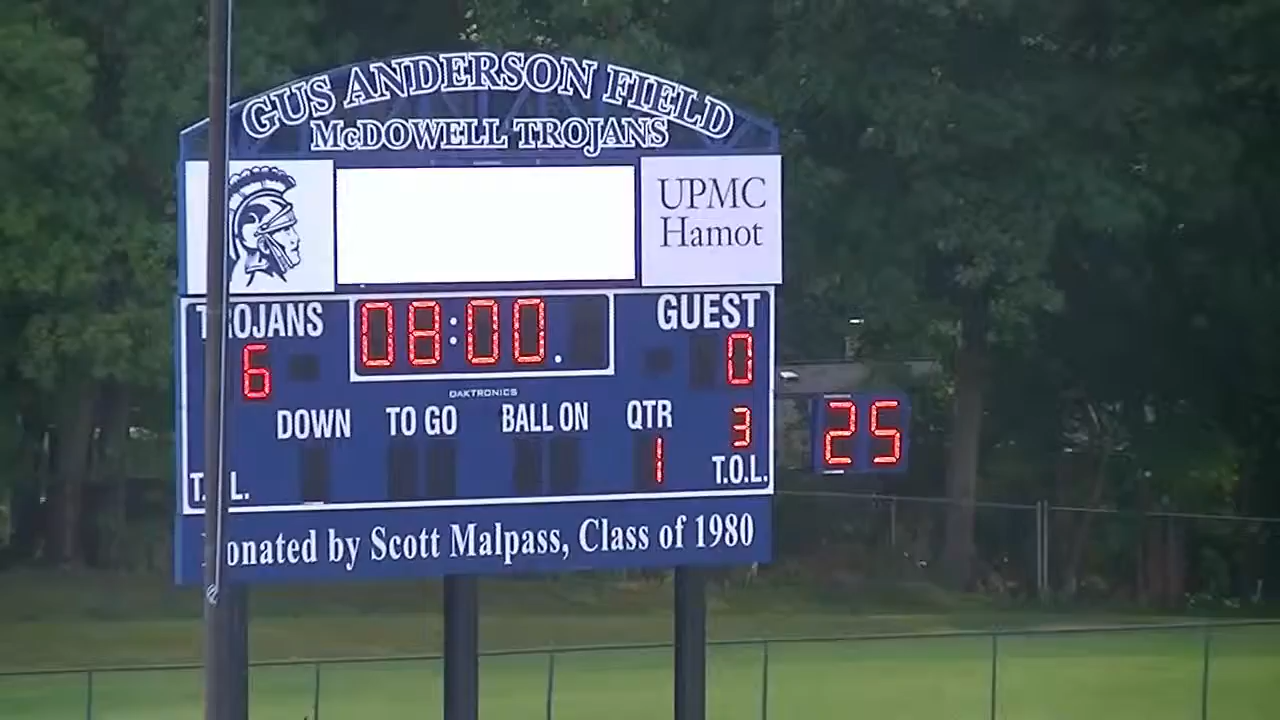 GUS ANDERSON FIELD
McDOWELL TROJANS
UPMC
Hamot
TROJANS 08:00. GUEST
6 0
DAKTRONICS
DOWN TO GO BALL ON QTR 3
1 T.O.L.
25
onated by Scott Malpass, Class of 1980